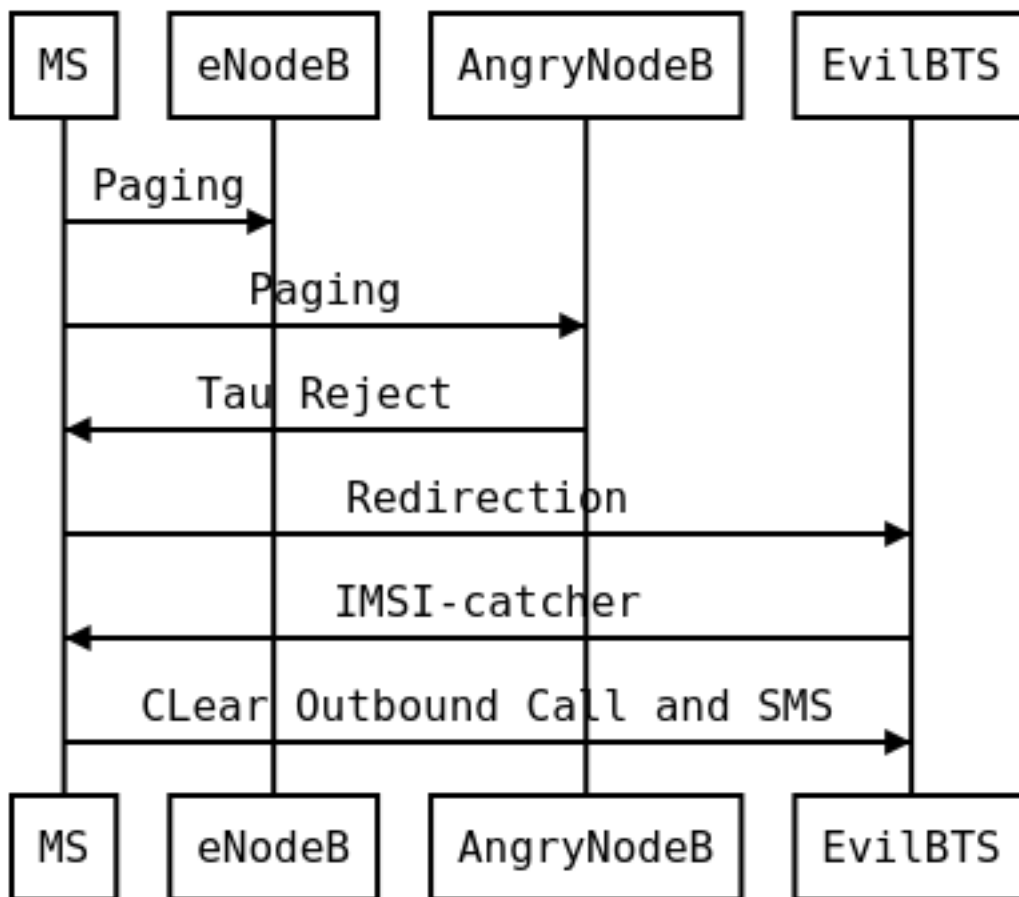 MS eNodeB AngryNodeB EvilBTS
Paging
Paging
Tau Reject
Redirection
IMSI-catcher
CLear Outbound Call and SMS
MS eNodeB AngryNodeB EvilBTS